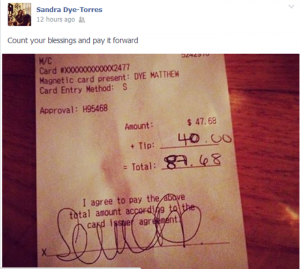 Sandra Dye-Torres
12 hours ago
Count your blessings and pay it forward
M/C
Card #XXXXXXXXXXXX2477
Magnetic card present: DYE MATTHEW
Card Entry Method: S
Approval: H95468
Amount: $ 47.68
+ Tip: 40.00
= Total: 87.68
I agree to pay the above
total amount according to the
card issuer agreement.
X